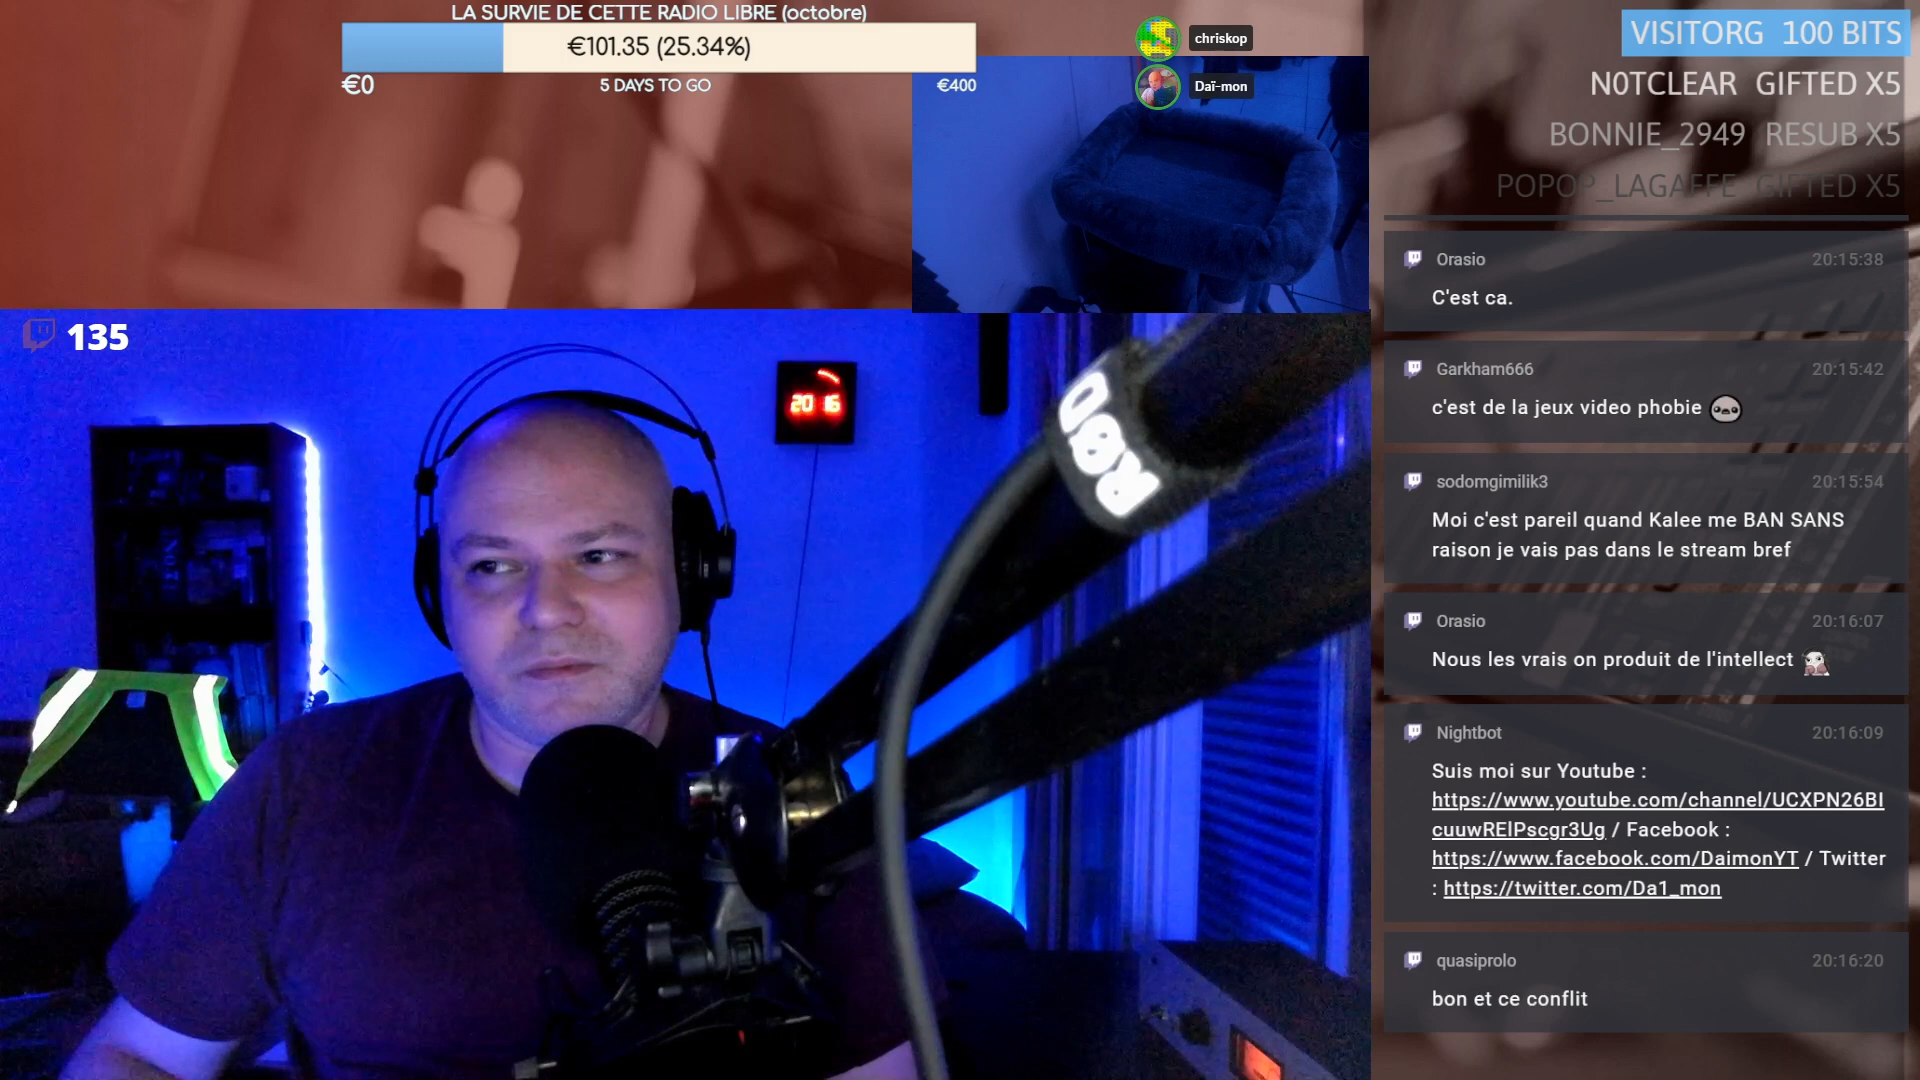 LA SURVIE DE CETTE RADIO LIBRE (octobre)
€101.35 (25.34%)
€0
5 DAYS TO GO
€400
chriskop
Daï-mon
VISITORG 100 BITS
N0TCLEAR GIFTED X5
BONNIE_2949 RESUB X5
POPOP_LAGAFFE GIFTED X5
135
20 16
Orasio 20:15:38
C'est ca.
Garkham666 20:15:42
c'est de la jeux video phobie
sodomgimilik3 20:15:54
Moi c'est pareil quand Kalee me BAN SANS
raison je vais pas dans le stream bref
Orasio 20:16:07
Nous les vrais on produit de l'intellect
Nightbot 20:16:09
Suis moi sur Youtube :
https://www.youtube.com/channel/UCXPN26BI
cuuwRElPscgr3Ug / Facebook :
https://www.facebook.com/DaimonYT / Twitter
: https://twitter.com/Da1_mon
quasiprolo 20:16:20
bon et ce conflit